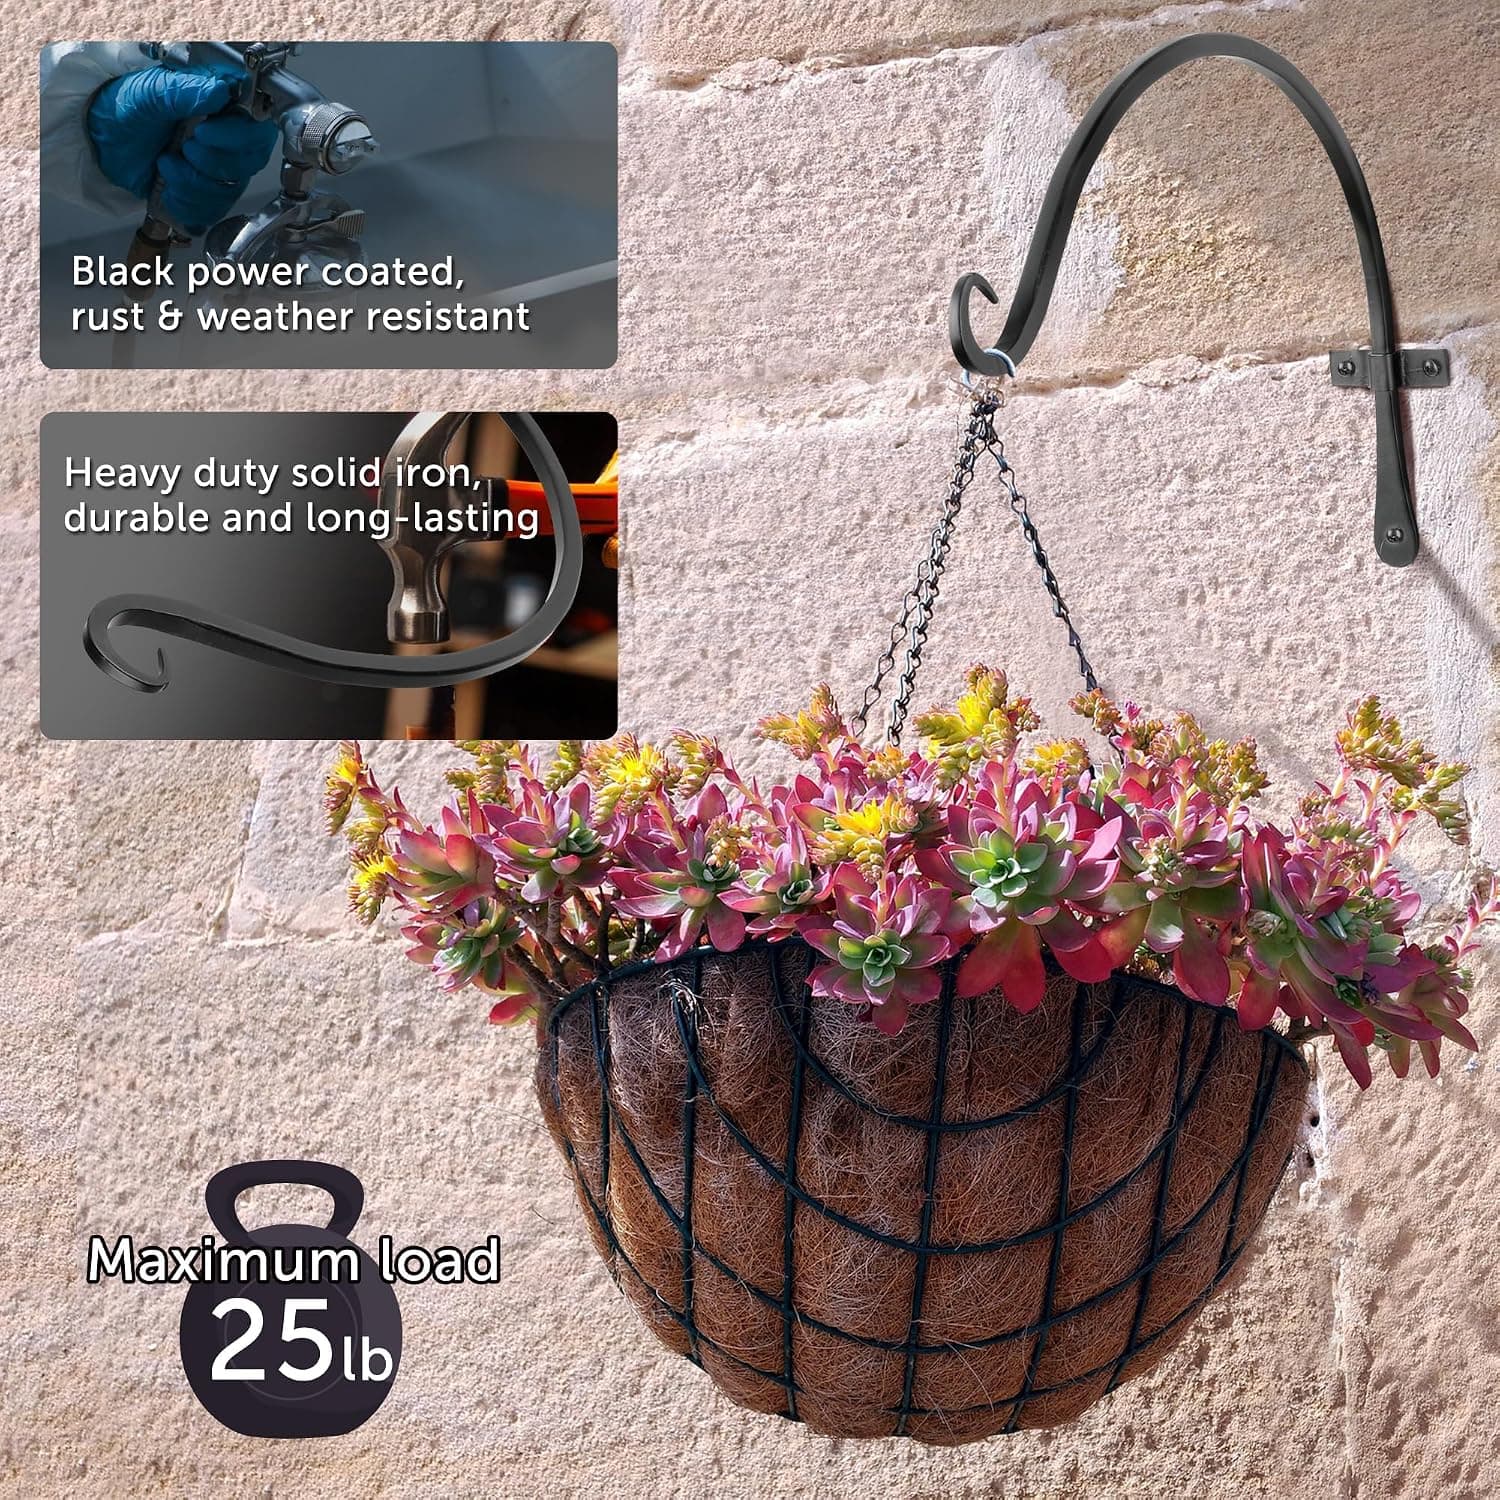 Black power coated,
rust & weather resistant
Heavy duty solid iron,
durable and long-lasting
Maximum load
25lb